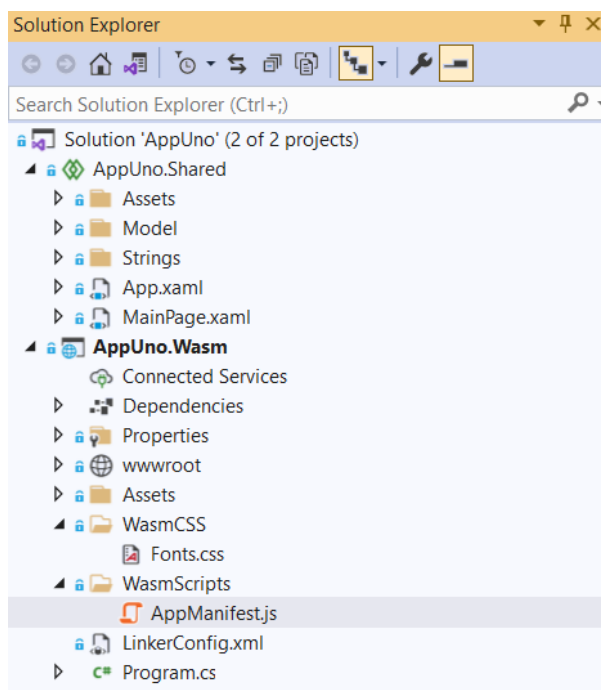 Solution Explorer
Search Solution Explorer (Ctrl+;)
Solution 'AppUno' (2 of 2 projects)
AppUno.Shared
Assets
Model
Strings
App.xaml
MainPage.xaml
AppUno.Wasm
Connected Services
Dependencies
Properties
wwwroot
Assets
WasmCSS
Fonts.css
WasmScripts
AppManifest.js
LinkerConfig.xml
C# Program.cs